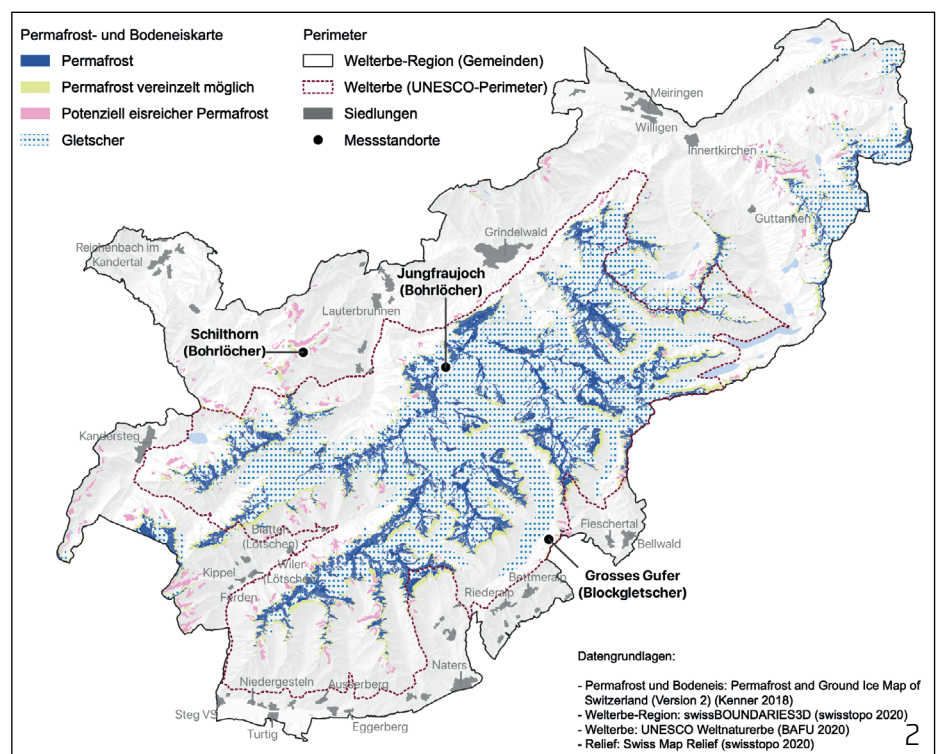 Permafrost- und Bodeneiskarte
Permafrost
Permafrost vereinzelt möglich
Potenziell eisreicher Permafrost
Gletscher
Perimeter
Welterbe-Region (Gemeinden)
Welterbe (UNESCO-Perimeter)
Siedlungen
Messstandorte
Meiringen
Willigen
Innertkirchen
Guttannen
Grindelwald
Reichenbach im
Kandertal
Jungfraujoch
(Bohrlöcher)
Lauterbrunnen
Schilthorn
(Bohrlöcher)
Kandersteg
Blatten
(Lötschen)
Wiler
(Lötschen)
Kippel
Ferden
Fieschertal
Bellwald
Grosses Gufer
(Blockgletscher)
Bettmeralp
Riederalp
Naters
Niedergesteln
Ausserberg
Steg VS
Eggerberg
Turtig
Datengrundlagen:
- Permafrost und Bodeneis: Permafrost and Ground Ice Map of
Switzerland (Version 2) (Kenner 2018)
- Welterbe-Region: swissBOUNDARIES3D (swisstopo 2020)
- Welterbe: UNESCO Weltnaturerbe (BAFU 2020)
- Relief: Swiss Map Relief (swisstopo 2020)
2